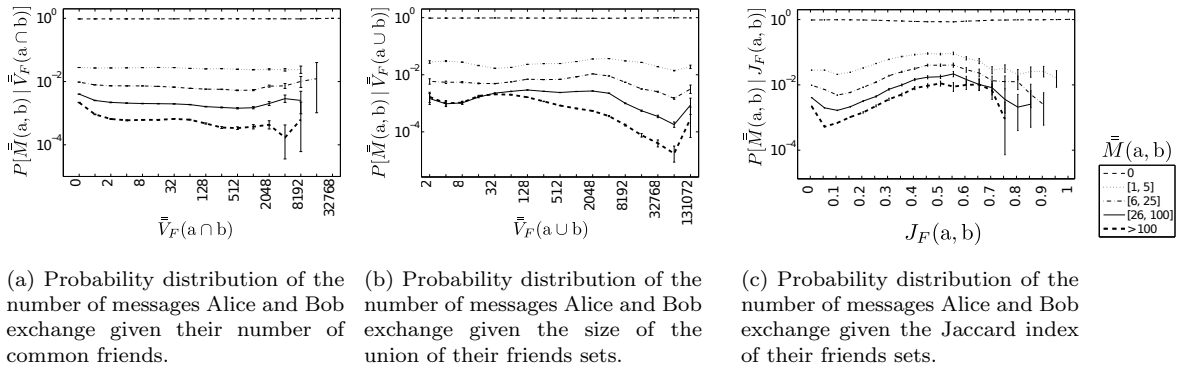 10⁰
10⁻²
10⁻⁴
P[M̿(a, b) | V̿_F(a ∩ b)]
0 2 8 32 128 512 2048 8192 32768
V̿_F(a ∩ b)
10⁰
10⁻²
10⁻⁴
P[M̿(a, b) | V̿_F(a ∪ b)]
2 8 32 128 512 2048 8192 32768 131072
V̿_F(a ∪ b)
10⁰
10⁻²
10⁻⁴
P[M̿(a, b) | J_F(a, b)]
0 0.1 0.2 0.3 0.4 0.5 0.6 0.7 0.8 0.9 1
J_F(a, b)
M̿(a, b)
0
[1, 5]
[6, 25]
[26, 100]
>100
(a) Probability distribution of the
number of messages Alice and Bob
exchange given their number of
common friends.
(b) Probability distribution of the
number of messages Alice and Bob
exchange given the size of the
union of their friends sets.
(c) Probability distribution of the
number of messages Alice and Bob
exchange given the Jaccard index
of their friends sets.